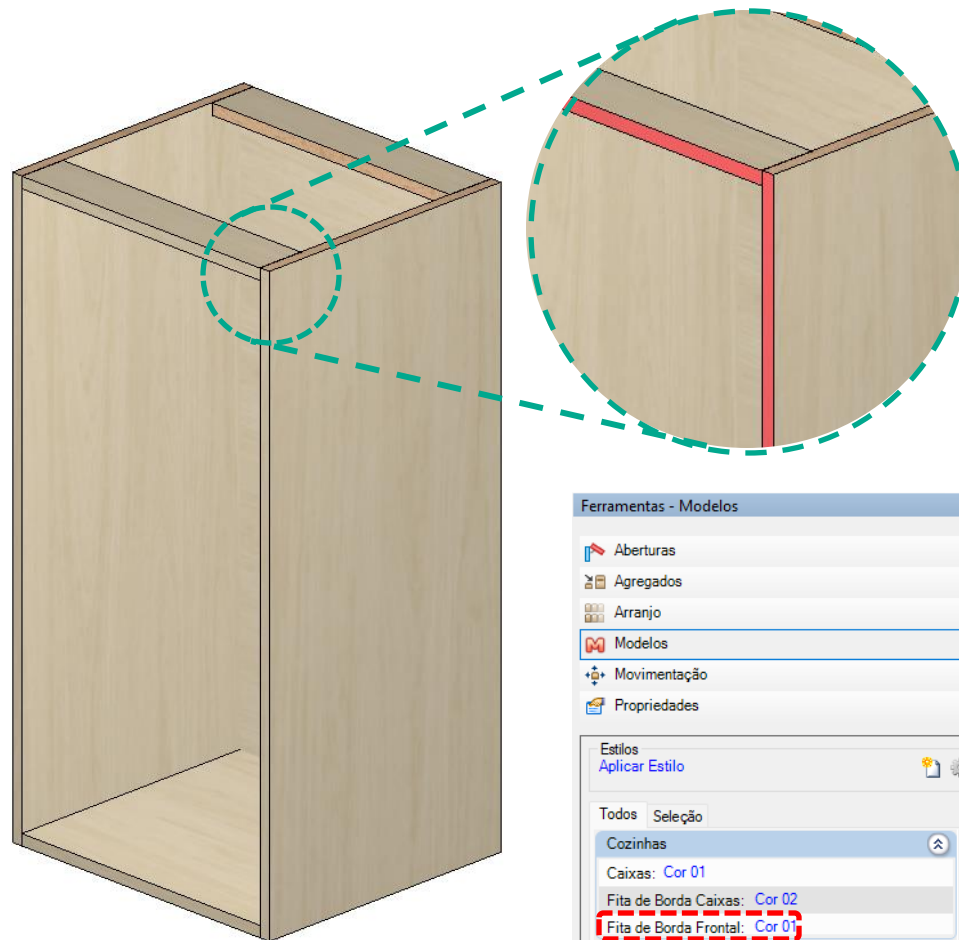 Ferramentas - Modelos
Aberturas
Agregados
Arranjo
Modelos
Movimentação
Propriedades
Estilos
Aplicar Estilo
Todos Seleção
Cozinhas
Caixas: Cor 01
Fita de Borda Caixas: Cor 02
Fita de Borda Frontal: Cor 01